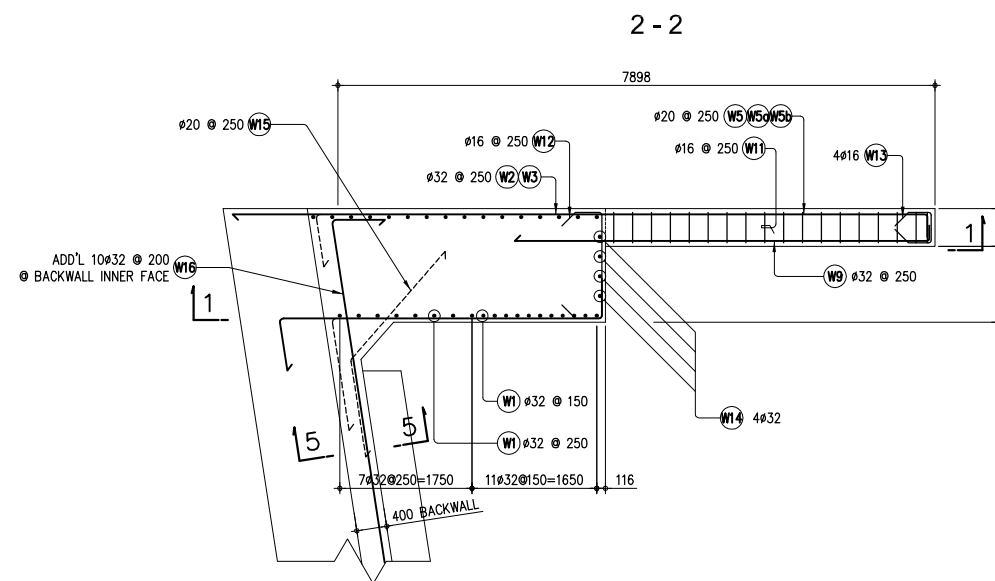 2 - 2
7898
ø20 @ 250 W15
ø20 @ 250 W5 W5a W5b
ø16 @ 250 W12
ø16 @ 250 W11
4ø16 W13
ø32 @ 250 W2 W3
1
ADD'L 10ø32 @ 200
@ BACKWALL INNER FACE W16
W9 ø32 @ 250
1
W1 ø32 @ 150
W14 4ø32
5
5
W1 ø32 @ 250
7ø32@250=1750
11ø32@150=1650
116
400 BACKWALL